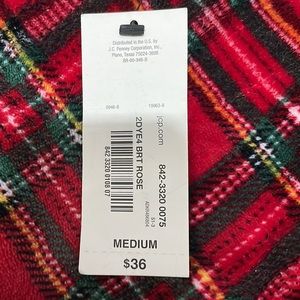 Distributed in the U.S. by
J.C. Penney Corporation, Inc.,
Plano, Texas 75024-3698
jcp.com
842-3320 0075
2DYE4 BRT ROSE
842 3320 0108 07
MEDIUM
$36